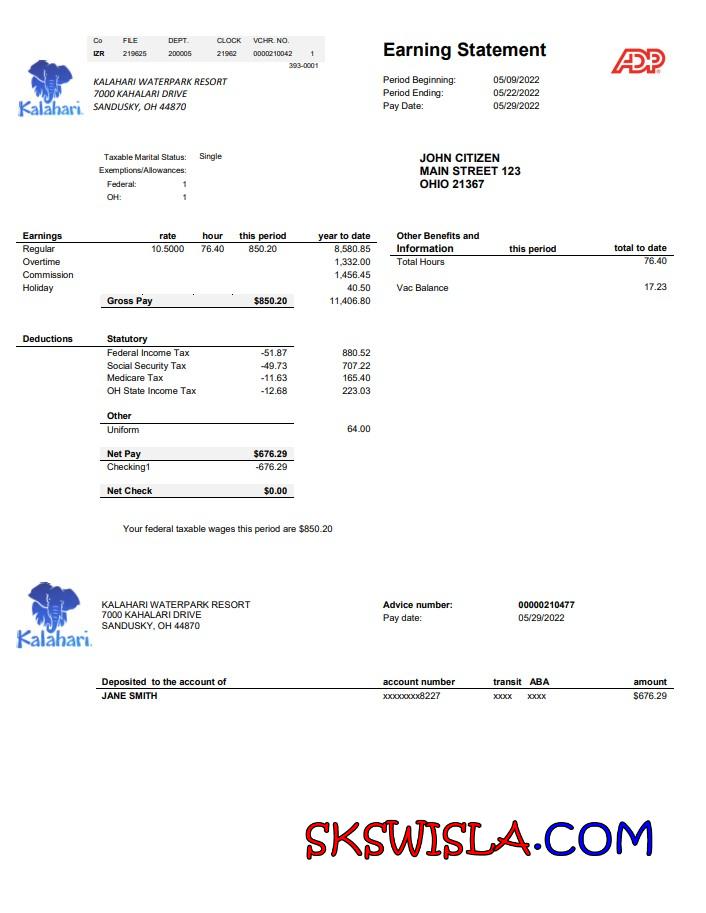 Co FILE DEPT. CLOCK VCHR. NO.
IZR 219625 200005 21962 0000210042 1
393-0001
Kalahari.
KALAHARI WATERPARK RESORT
7000 KAHALARI DRIVE
SANDUSKY, OH 44870
Earning Statement
ADP
Period Beginning: 05/09/2022
Period Ending: 05/22/2022
Pay Date: 05/29/2022
Taxable Marital Status: Single
Exemptions/Allowances:
Federal: 1
OH: 1
JOHN CITIZEN
MAIN STREET 123
OHIO 21367
Earnings rate hour this period year to date
Regular 10.5000 76.40 850.20 8,580.85
Overtime 1,332.00
Commission 1,456.45
Holiday 40.50
Gross Pay $850.20 11,406.80
Other Benefits and
Information this period total to date
Total Hours 76.40
Vac Balance 17.23
Deductions Statutory
Federal Income Tax -51.87 880.52
Social Security Tax -49.73 707.22
Medicare Tax -11.63 165.40
OH State Income Tax -12.68 223.03
Other
Uniform 64.00
Net Pay $676.29
Checking1 -676.29
Net Check $0.00
Your federal taxable wages this period are $850.20
Kalahari.
KALAHARI WATERPARK RESORT
7000 KAHALARI DRIVE
SANDUSKY, OH 44870
Advice number: 00000210477
Pay date: 05/29/2022
Deposited to the account of account number transit ABA amount
JANE SMITH xxxxxxxx8227 xxxx xxxx $676.29
SKSWISLA.COM